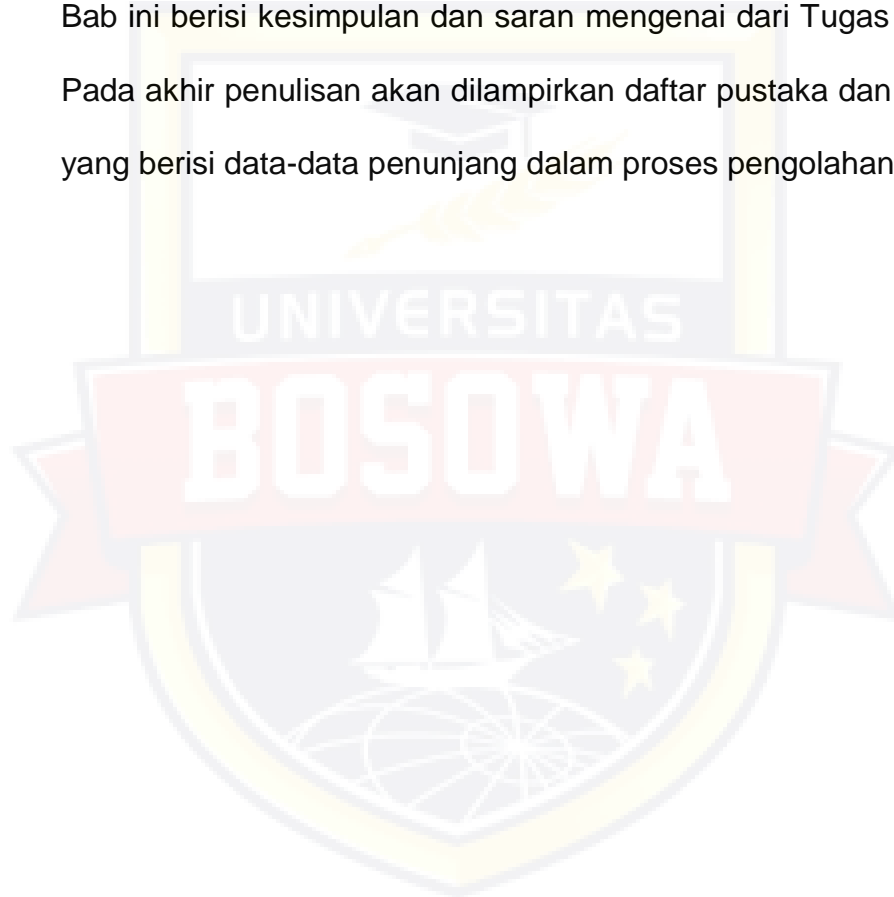 Bab ini berisi kesimpulan dan saran mengenai dari Tugas
Pada akhir penulisan akan dilampirkan daftar pustaka dan
yang berisi data-data penunjang dalam proses pengolahan
UNIVERSITAS
BOSOWA